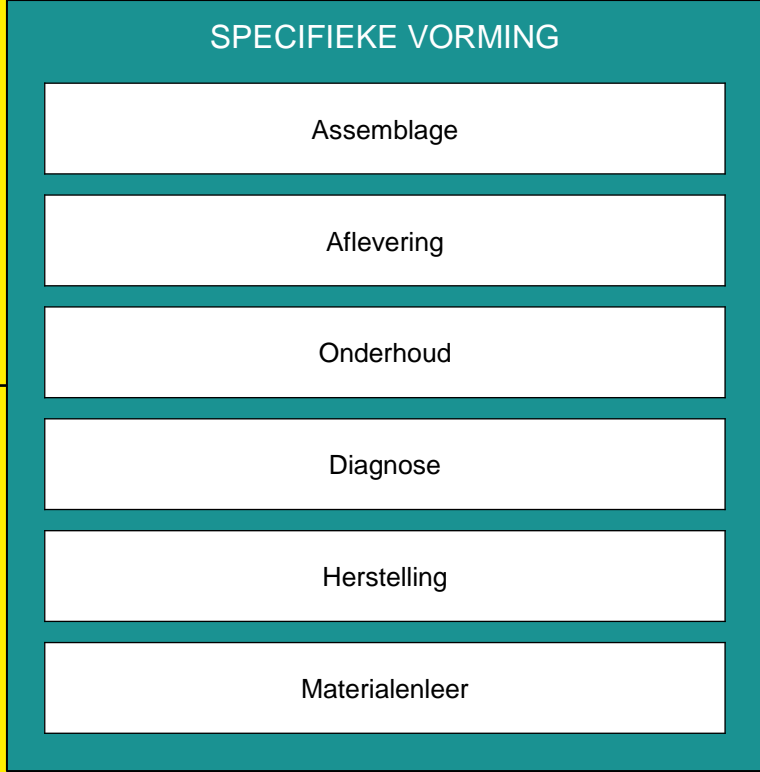 SPECIFIEKE VORMING
Assemblage
Aflevering
Onderhoud
Diagnose
Herstelling
Materialenleer